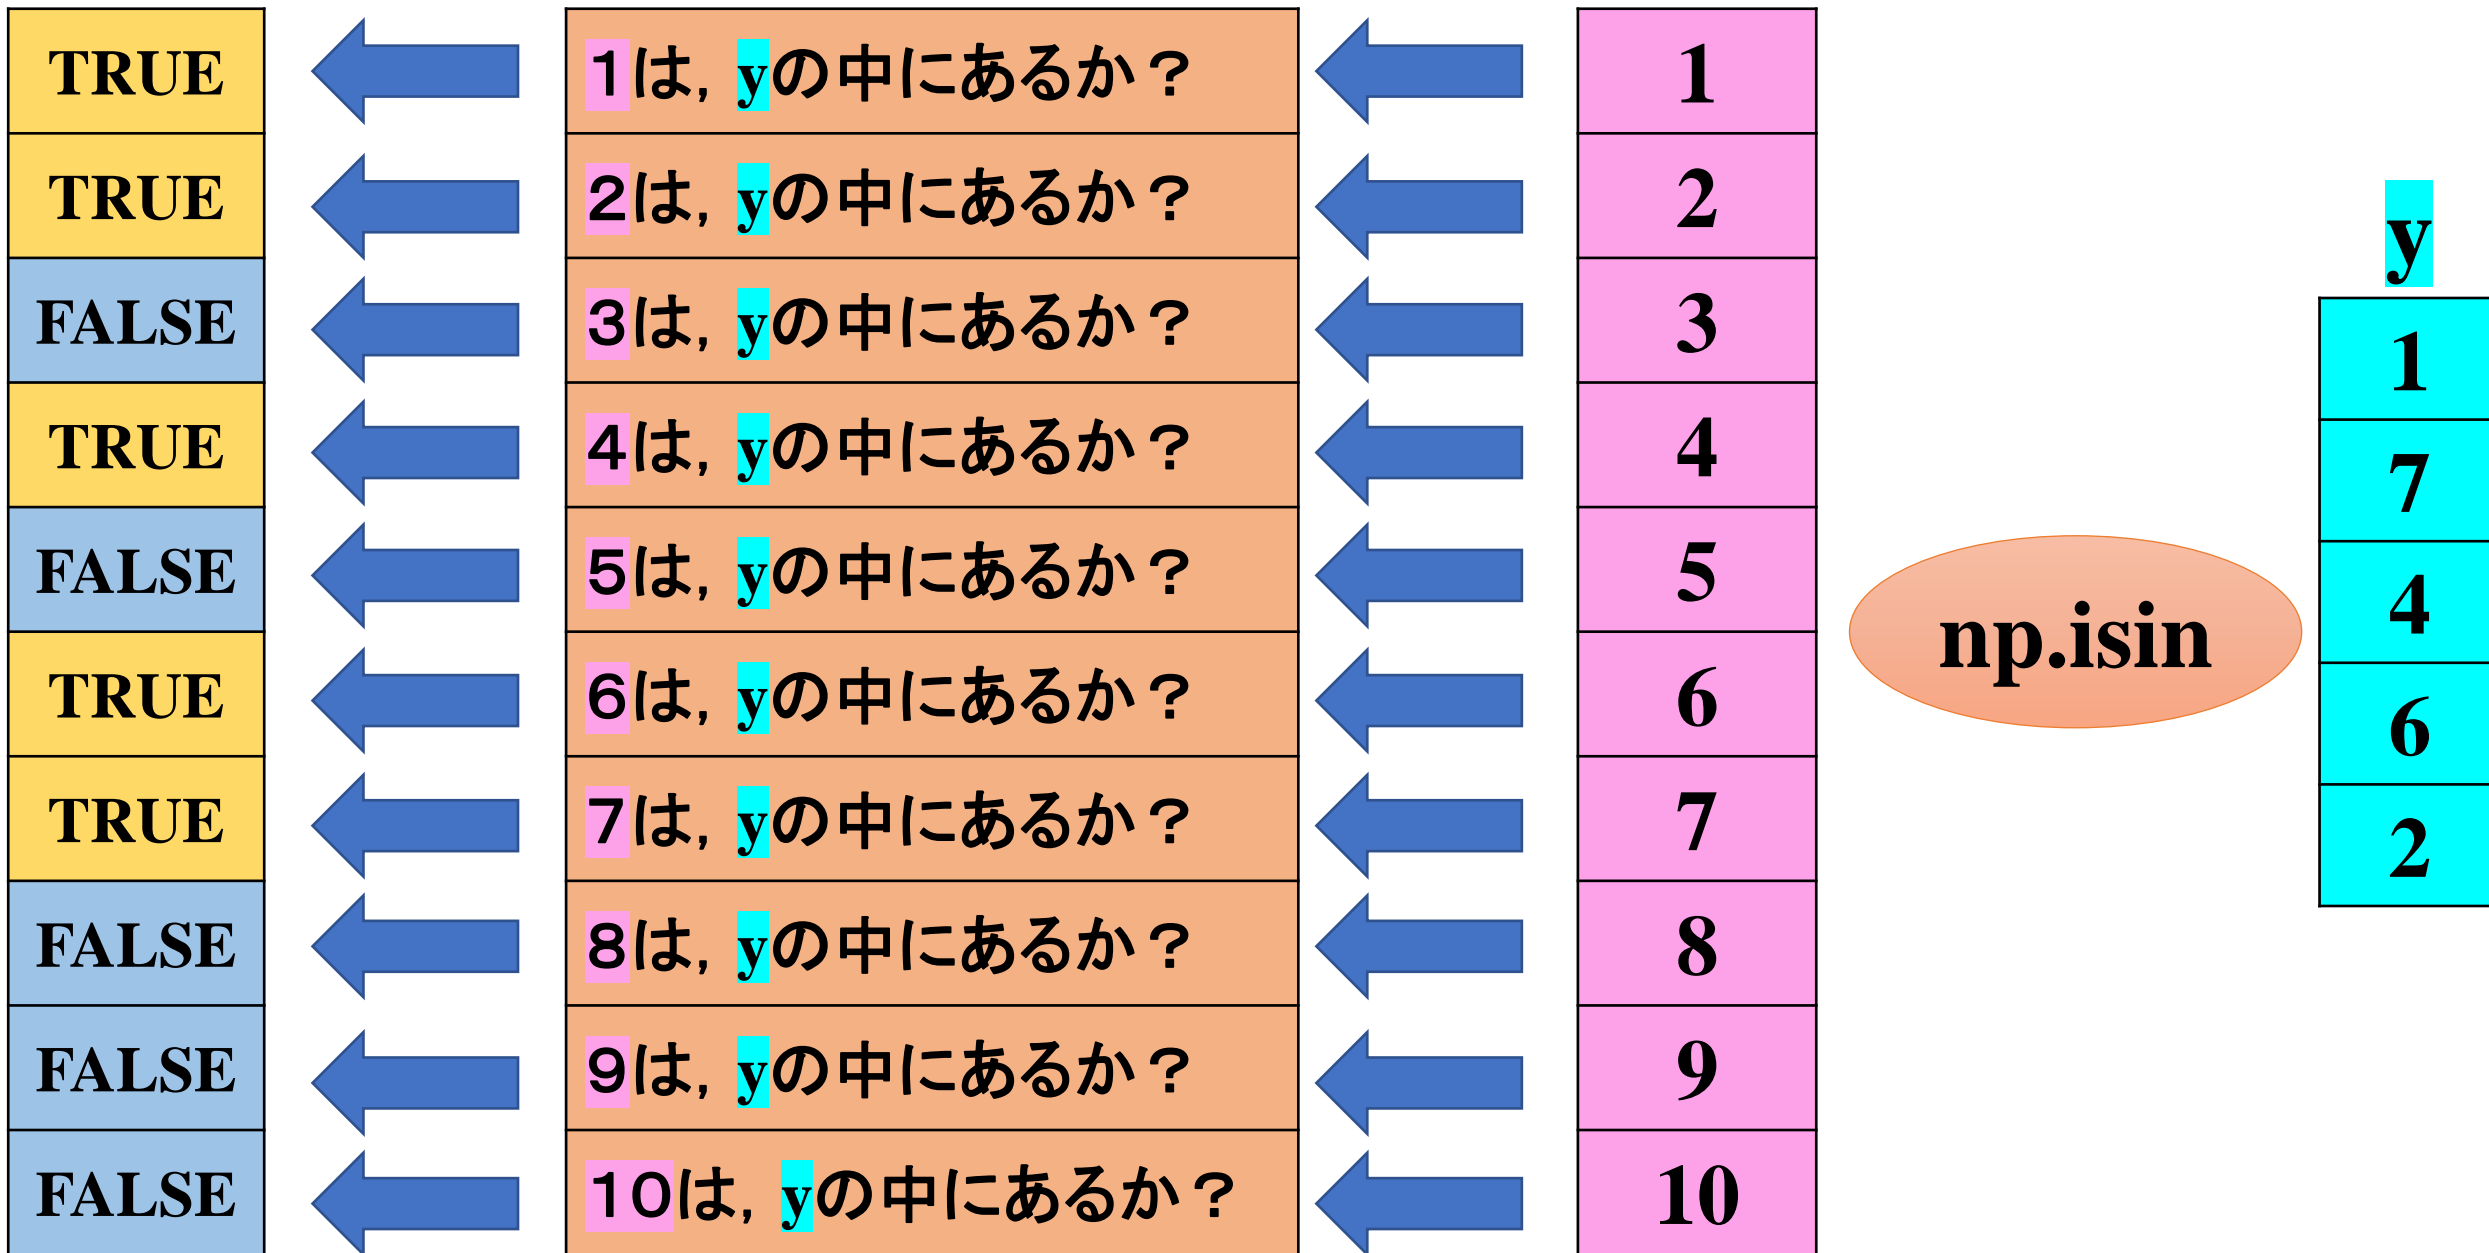 TRUE 1は, yの中にあるか？ 1
TRUE 2は, yの中にあるか？ 2
FALSE 3は, yの中にあるか？ 3
TRUE 4は, yの中にあるか？ 4
FALSE 5は, yの中にあるか？ 5
TRUE 6は, yの中にあるか？ 6
TRUE 7は, yの中にあるか？ 7
FALSE 8は, yの中にあるか？ 8
FALSE 9は, yの中にあるか？ 9
FALSE 10は, yの中にあるか？ 10
np.isin
y
1
7
4
6
2